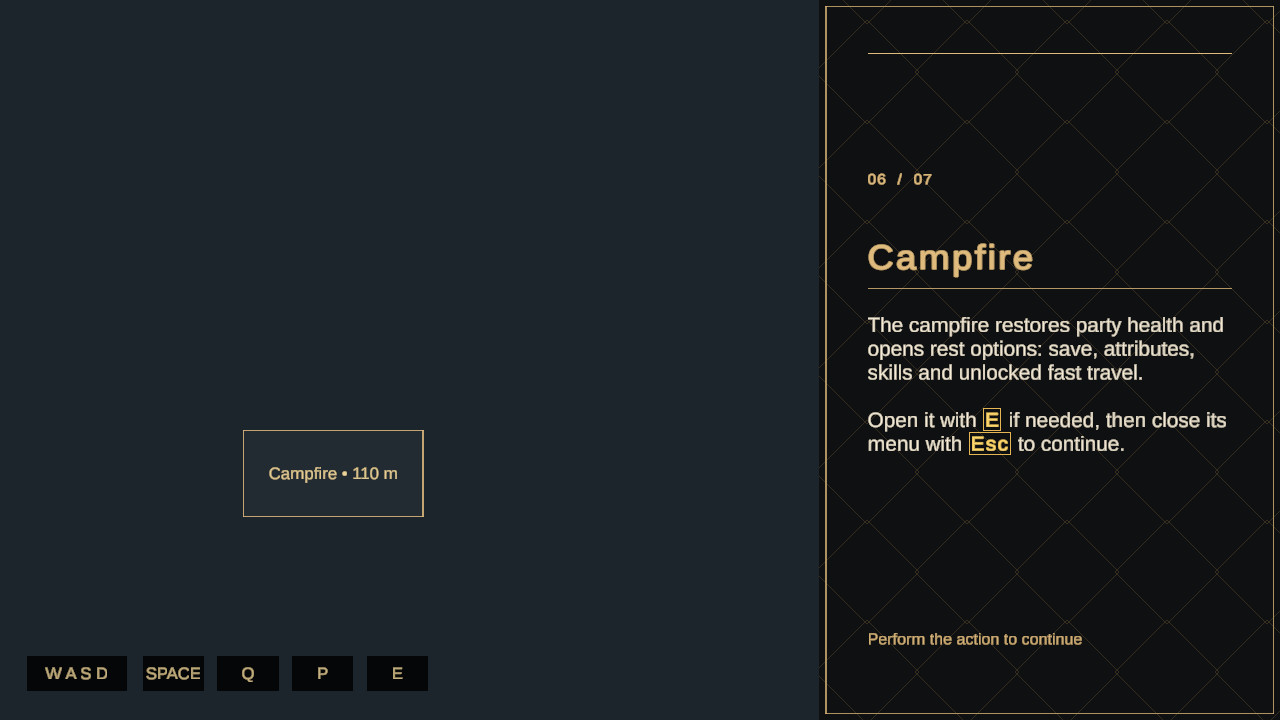 06 / 07
Campfire
The campfire restores party health and
opens rest options: save, attributes,
skills and unlocked fast travel.
Open it with E if needed, then close its
menu with Esc to continue.
Campfire • 110 m
Perform the action to continue
W A S D SPACE Q P E